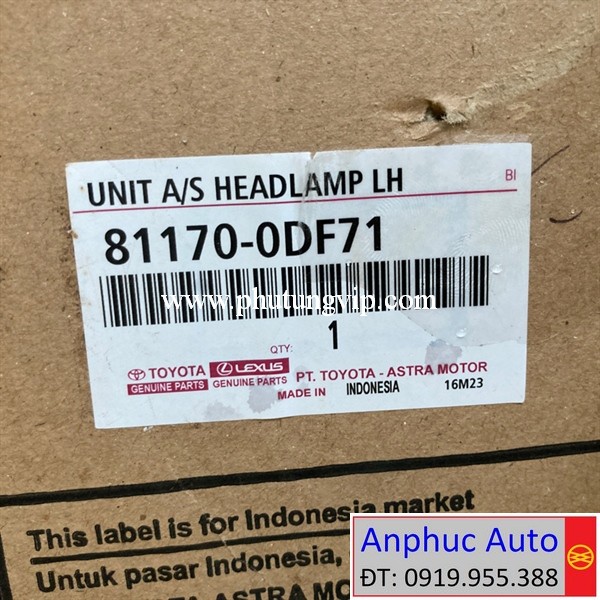 UNIT A/S HEADLAMP LH
BI
81170-0DF71
www.phutungvip.com
QTY: 1
TOYOTA LEXUS PT. TOYOTA - ASTRA MOTOR
GENUINE PARTS GENUINE PARTS MADE IN INDONESIA 16M23
This label is for Indonesia market
Untuk pasar Indonesia,
ASTRA MO
Anphuc Auto
ĐT: 0919.955.388